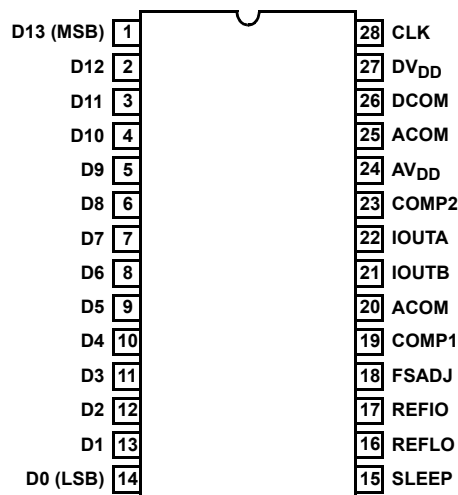 D13 (MSB) 1 28 CLK
D12 2 27 DVDD
D11 3 26 DCOM
D10 4 25 ACOM
D9 5 24 AVDD
D8 6 23 COMP2
D7 7 22 IOUTA
D6 8 21 IOUTB
D5 9 20 ACOM
D4 10 19 COMP1
D3 11 18 FSADJ
D2 12 17 REFIO
D1 13 16 REFLO
D0 (LSB) 14 15 SLEEP